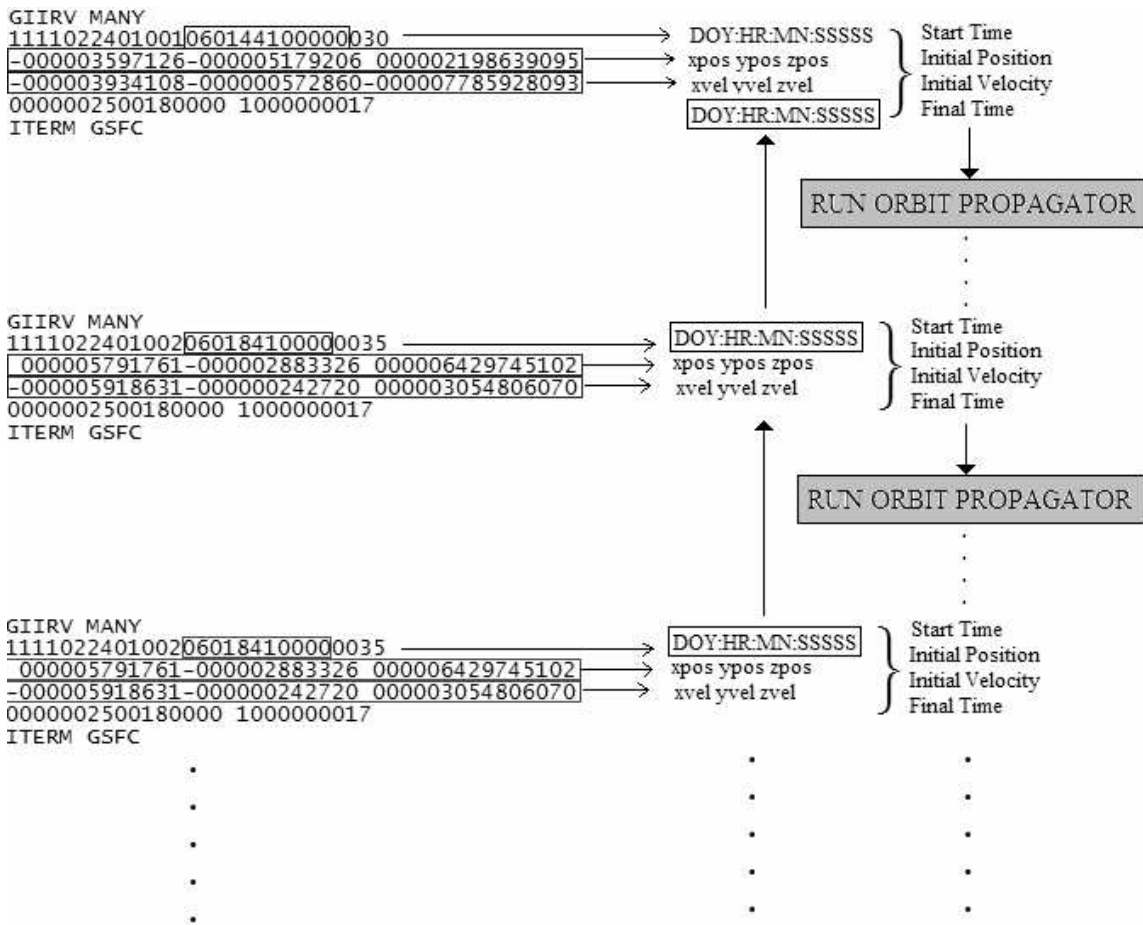 GIIRV MANY
1111022401001060144100000030 DOY:HR:MN:SSSSS Start Time
-000003597126-000005179206 000002198639095 xpos ypos zpos Initial Position
-000003934108-000000572860-000007785928093 xvel yvel zvel Initial Velocity
0000002500180000 1000000017 DOY:HR:MN:SSSSS Final Time
ITERM GSFC
RUN ORBIT PROPAGATOR
GIIRV MANY
1111022401002060184100000035 DOY:HR:MN:SSSSS Start Time
000005791761-000002883326 000006429745102 xpos ypos zpos Initial Position
-000005918631-000000242720 000003054806070 xvel yvel zvel Initial Velocity
0000002500180000 1000000017 Final Time
ITERM GSFC
RUN ORBIT PROPAGATOR
GIIRV MANY
1111022401002060184100000035 DOY:HR:MN:SSSSS Start Time
000005791761-000002883326 000006429745102 xpos ypos zpos Initial Position
-000005918631-000000242720 000003054806070 xvel yvel zvel Initial Velocity
0000002500180000 1000000017 Final Time
ITERM GSFC